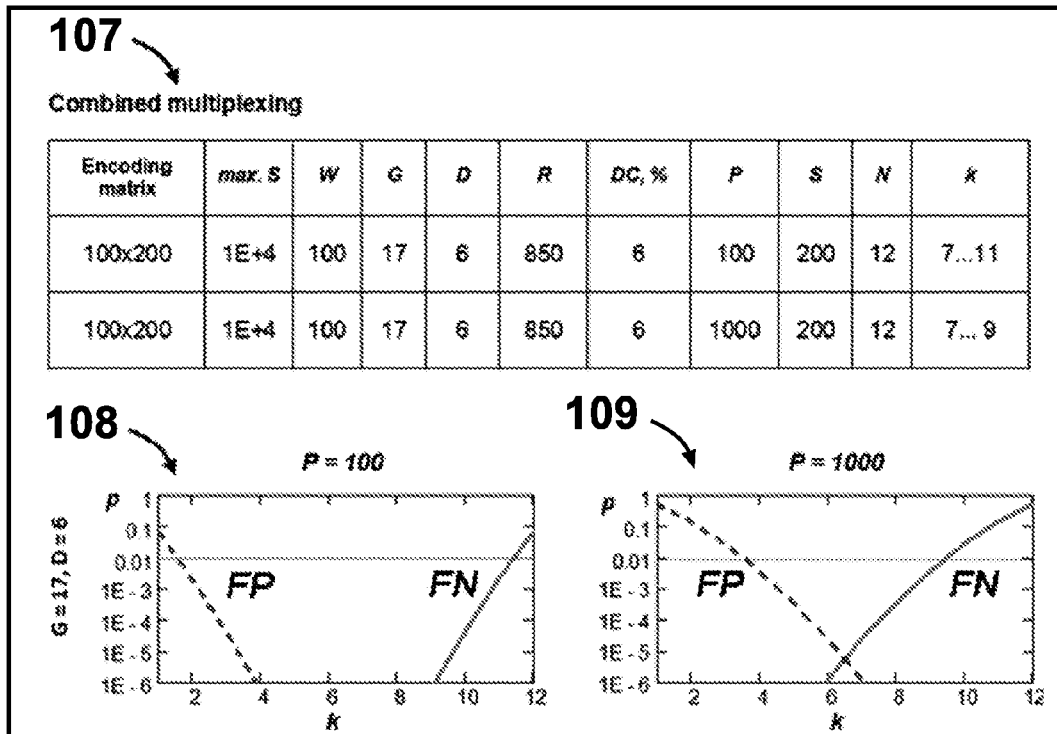 107
Combined multiplexing
Encoding matrix max. S W G D R DC, % P S N k
100x200 1E+4 100 17 6 850 6 100 200 12 7...11
100x200 1E+4 100 17 6 850 6 1000 200 12 7... 9
108
109
P = 100
P = 1000
G = 17, D = 6
p
1
0.1
0.01
1E - 3
1E - 4
1E - 5
1E - 6
FP
FN
2 4 6 8 10 12
k
p
1
0.1
0.01
1E - 3
1E - 4
1E - 5
1E - 6
FP
FN
2 4 6 8 10 12
k